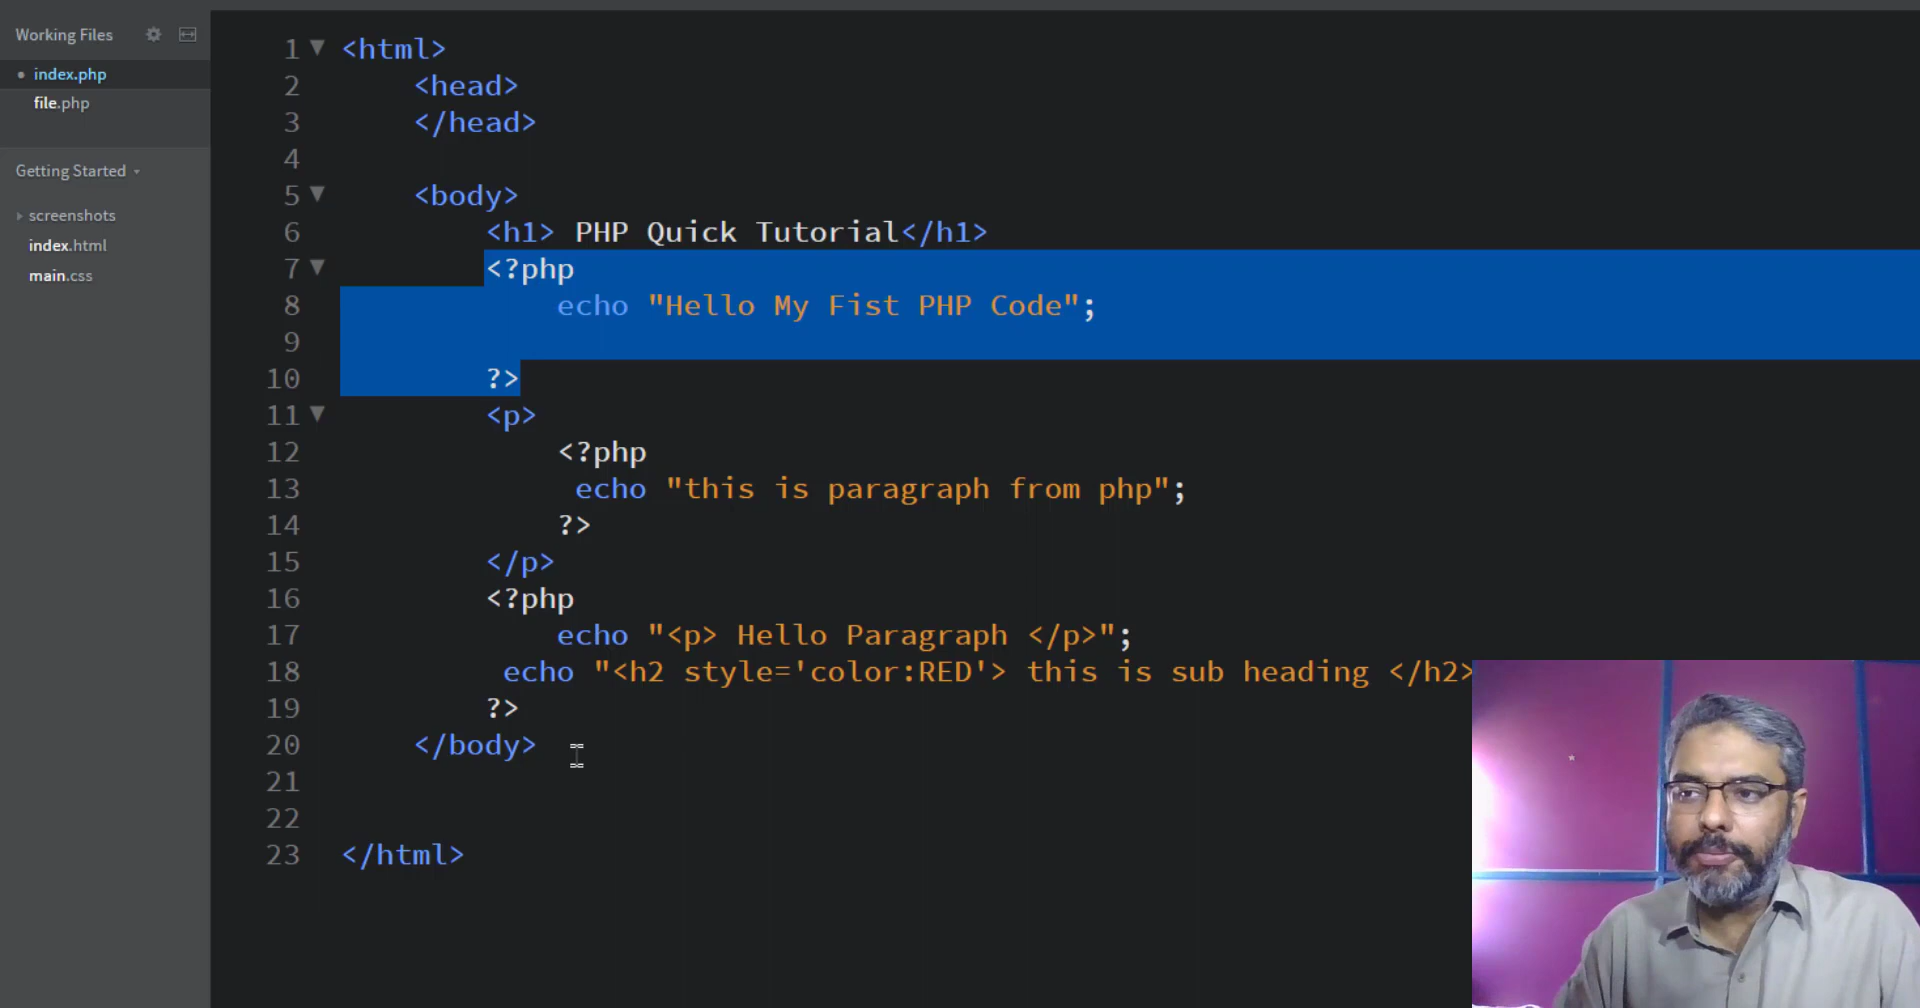 Working Files
index.php
file.php
Getting Started
screenshots
index.html
main.css
1 <html>
2 <head>
3 </head>
4
5 <body>
6 <h1> PHP Quick Tutorial</h1>
7 <?php
8 echo "Hello My Fist PHP Code";
9
10 ?>
11 <p>
12 <?php
13 echo "this is paragraph from php";
14 ?>
15 </p>
16 <?php
17 echo "<p> Hello Paragraph </p>";
18 echo "<h2 style='color:RED'> this is sub heading </h2>
19 ?>
20 </body>
21
22
23 </html>